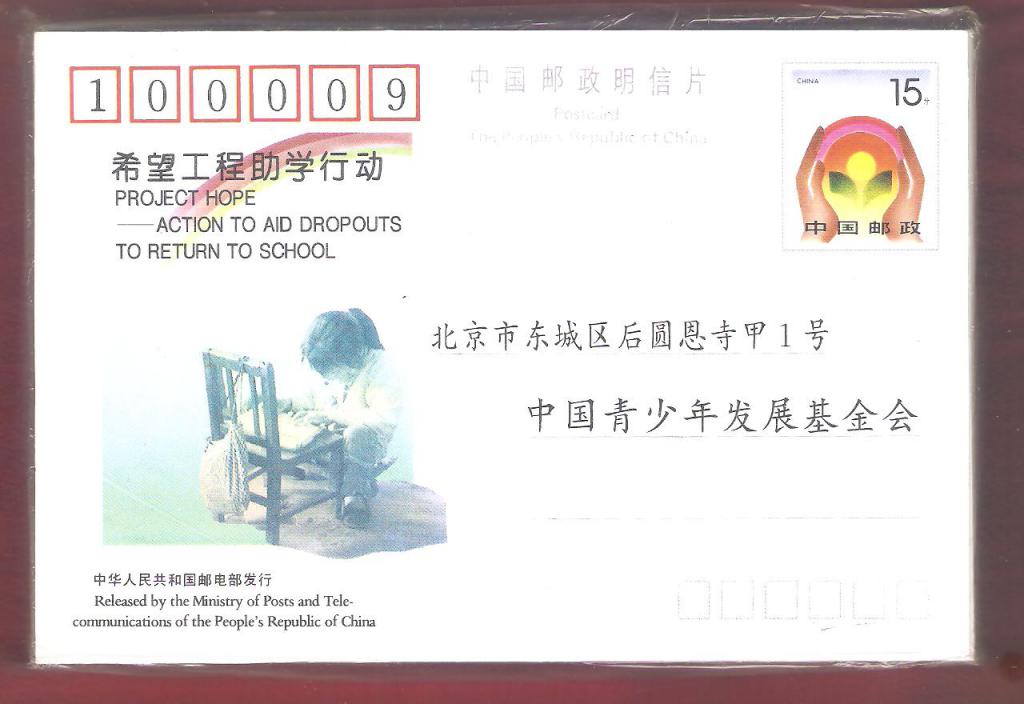 100009
中国邮政明信片
Postcard
The People's Republic of China
CHINA
15分
中国邮政
希望工程助学行动
PROJECT HOPE
——ACTION TO AID DROPOUTS
TO RETURN TO SCHOOL
北京市东城区后圆恩寺甲1号
中国青少年发展基金会
中华人民共和国邮电部发行
Released by the Ministry of Posts and Tele-
communications of the People's Republic of China